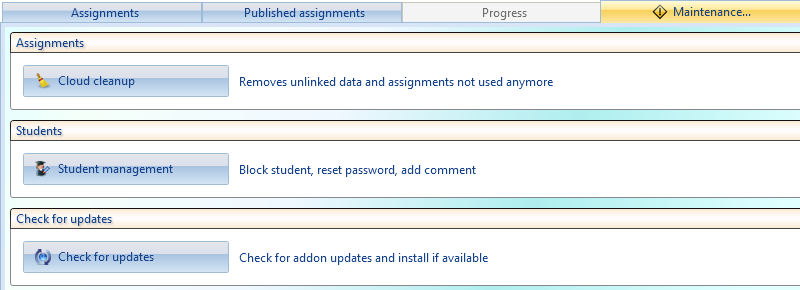 Assignments Published assignments Progress Maintenance...
Assignments
Cloud cleanup Removes unlinked data and assignments not used anymore
Students
Student management Block student, reset password, add comment
Check for updates
Check for updates Check for addon updates and install if available